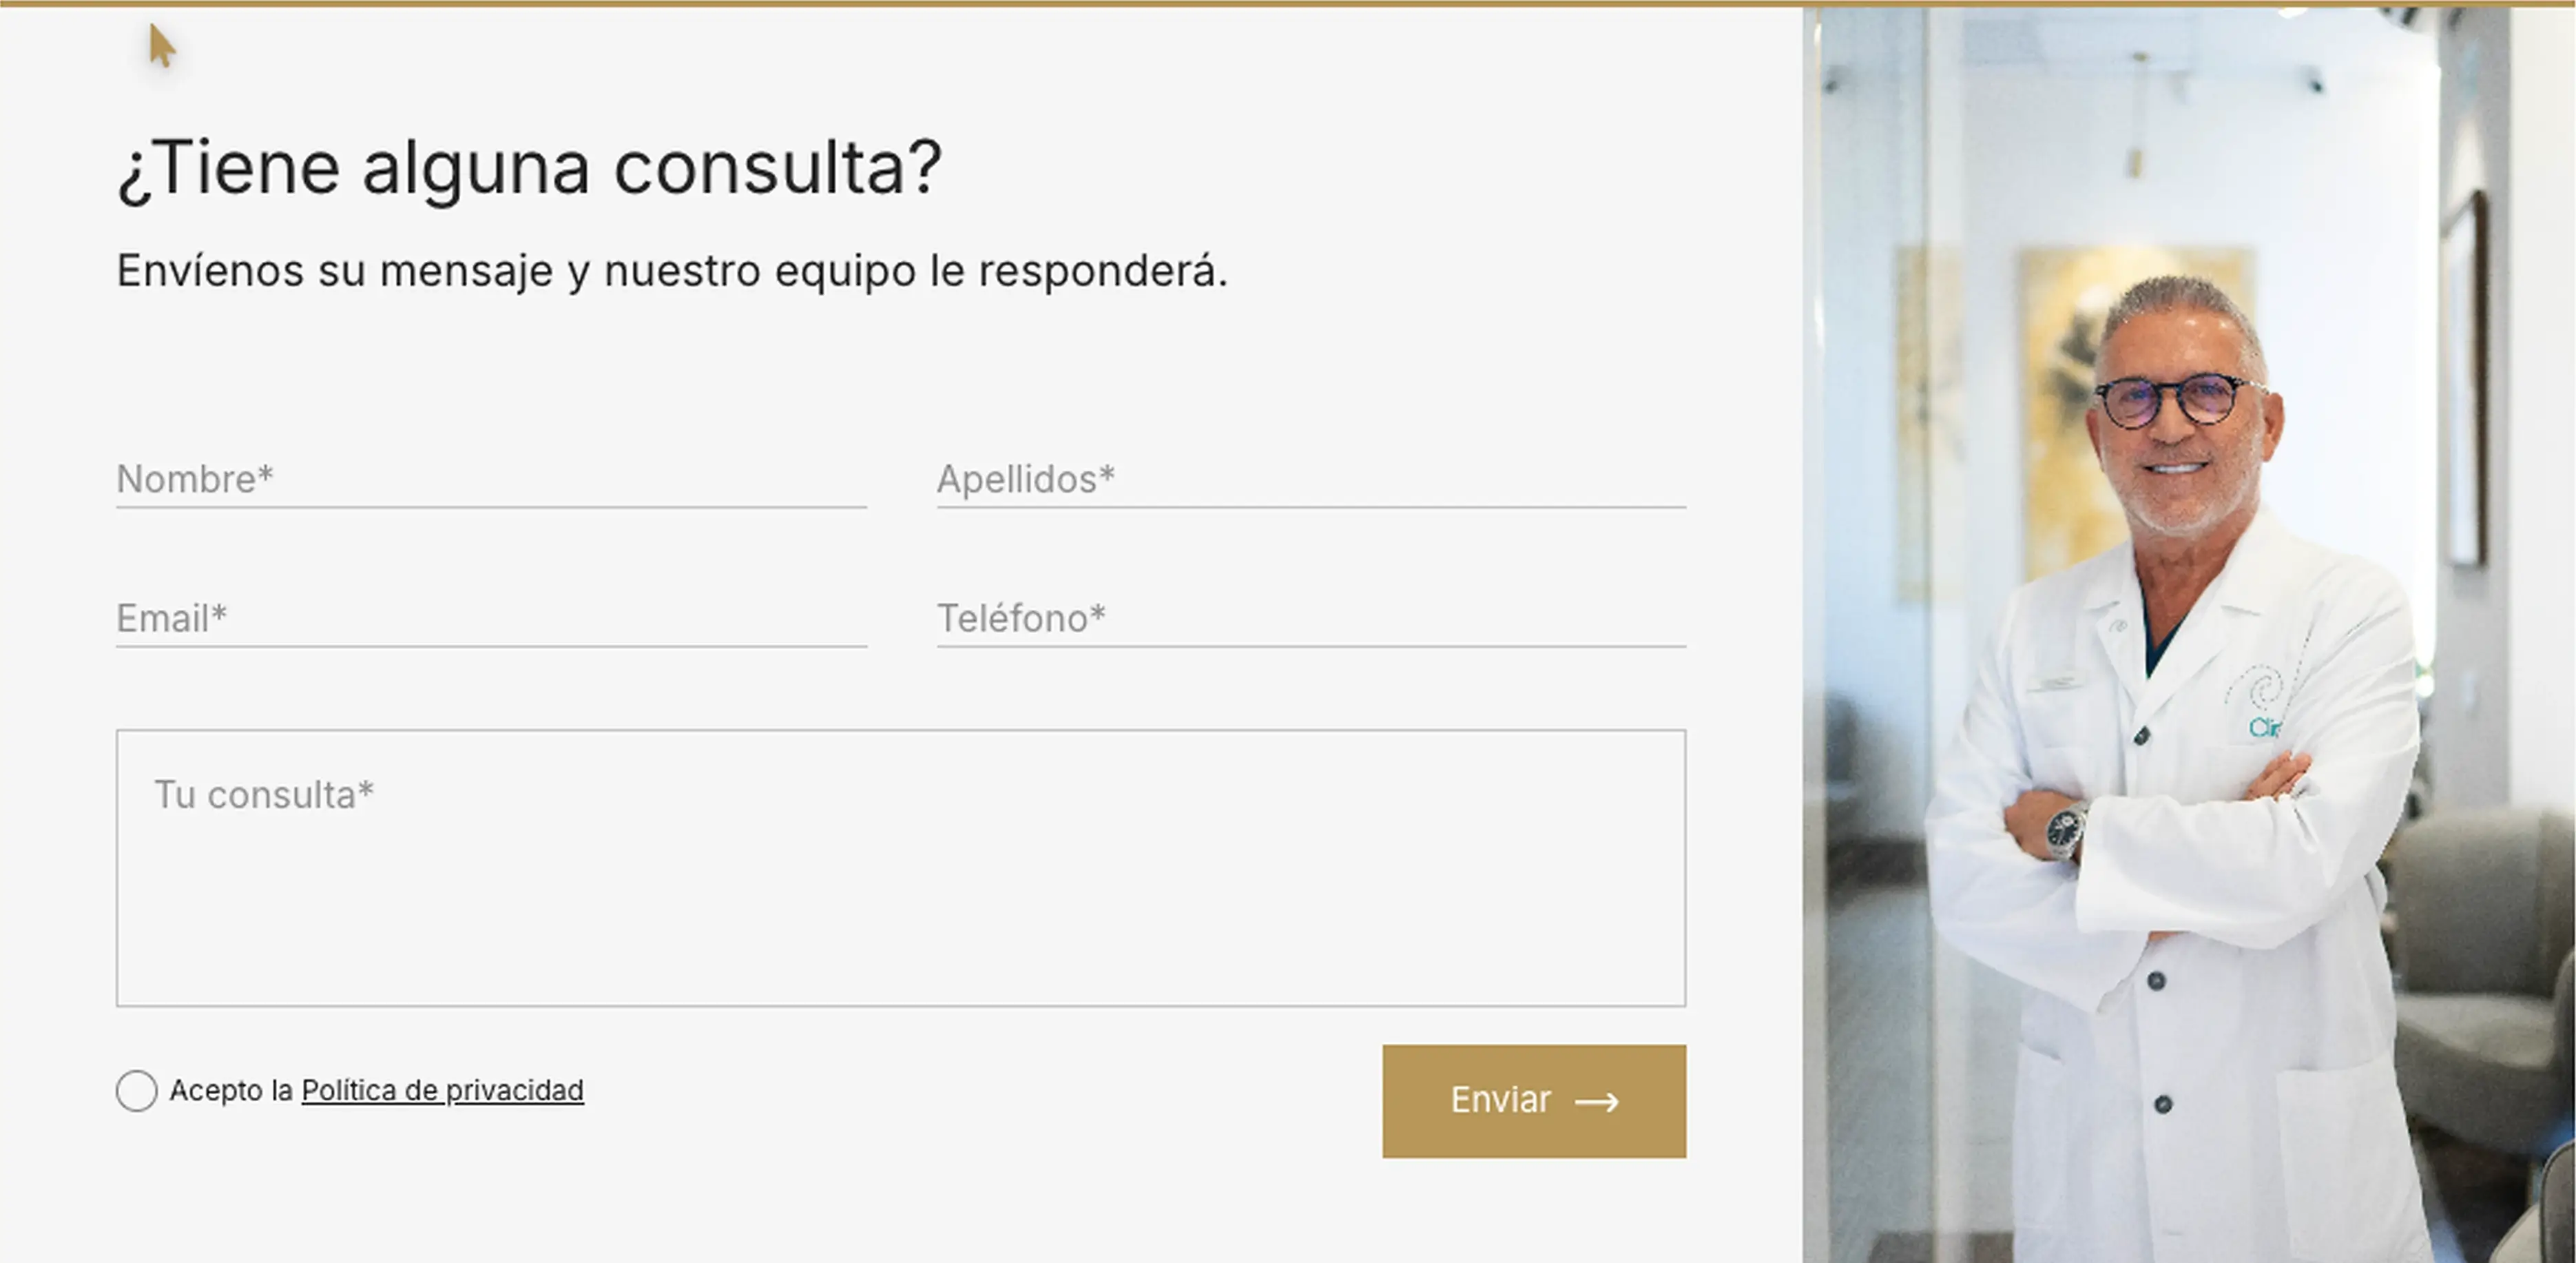 ¿Tiene alguna consulta?
Envíenos su mensaje y nuestro equipo le responderá.
Nombre*
Apellidos*
Email*
Teléfono*
Tu consulta*
Acepto la Política de privacidad
Enviar